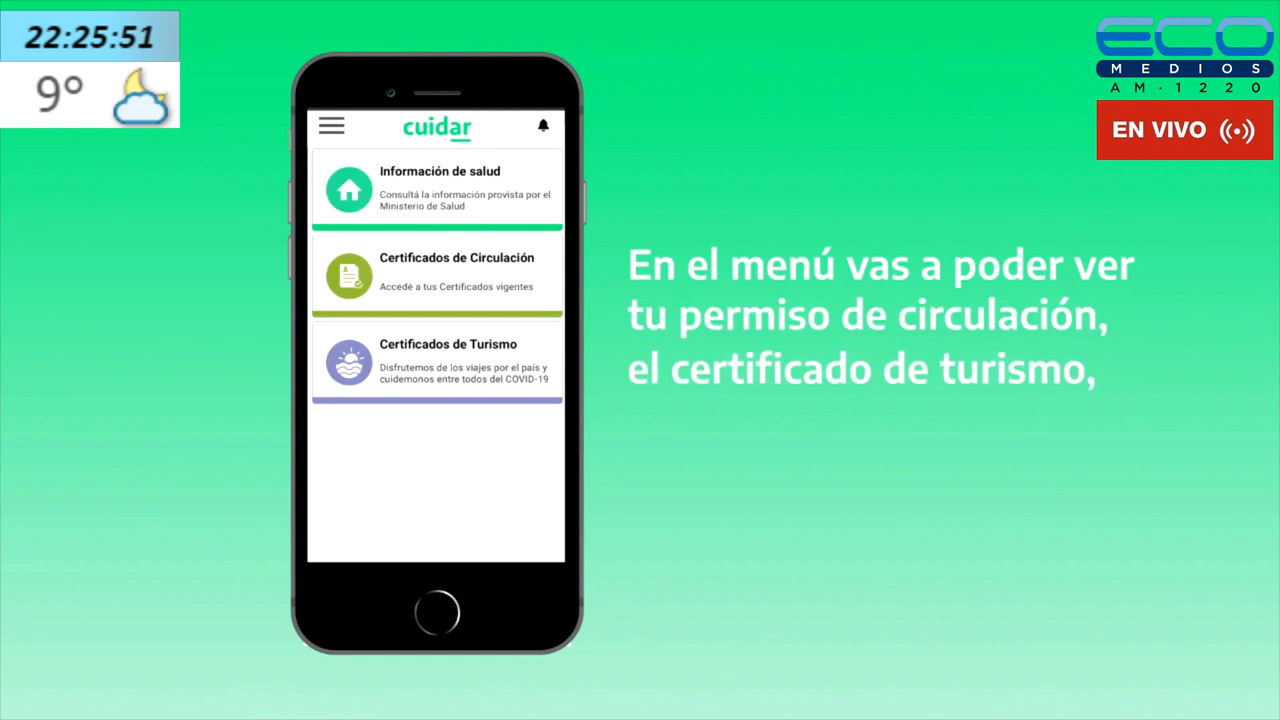 22:25:51
9°
ECO
MEDIOS
AM·1220
EN VIVO
cuidar
Información de salud
Consultá la información provista por el
Ministerio de Salud
Certificados de Circulación
Accedé a tus Certificados vigentes
Certificados de Turismo
Disfrutemos de los viajes por el país y
cuidemonos entre todos del COVID-19
En el menú vas a poder ver
tu permiso de circulación,
el certificado de turismo,